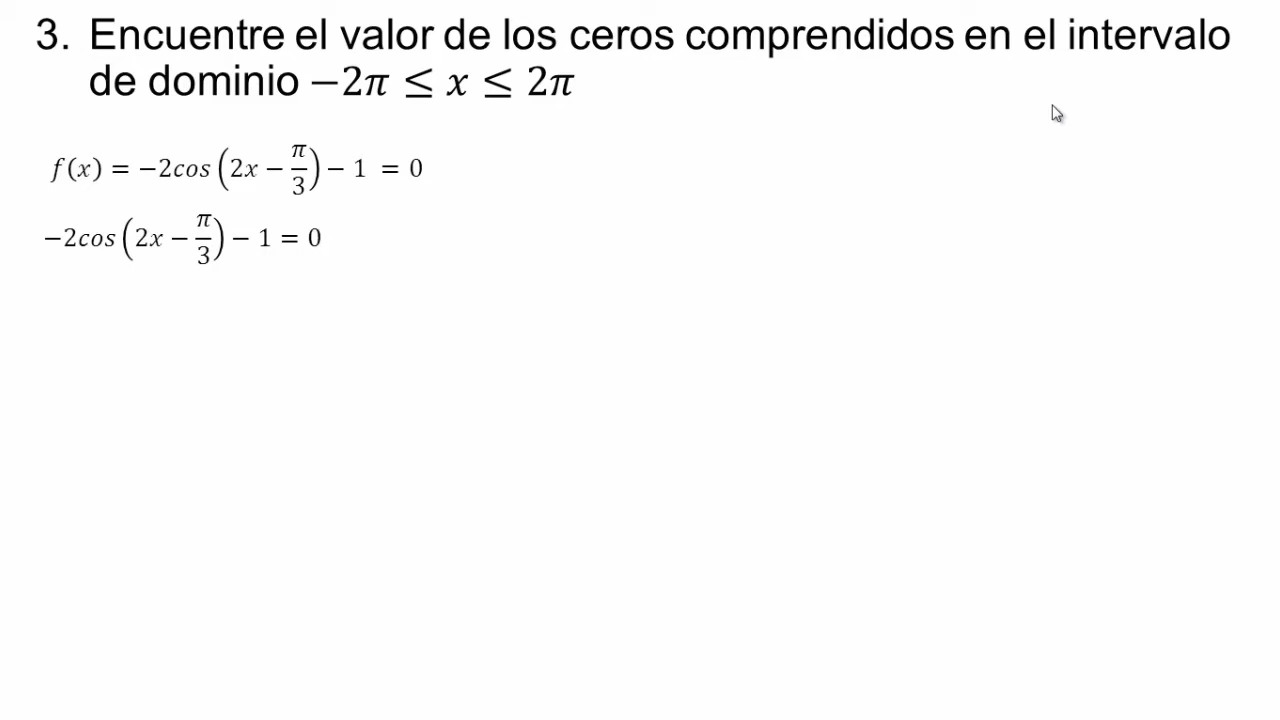 3. Encuentre el valor de los ceros comprendidos en el intervalo
de dominio −2π ≤ x ≤ 2π
f(x) = −2cos(2x − π/3) − 1 = 0
−2cos(2x − π/3) − 1 = 0